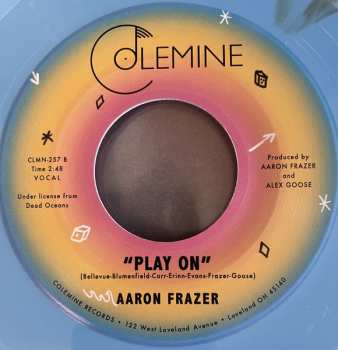 COLEMINE
CLMN-257 B
Time 2:48
VOCAL
Under license from
Dead Oceans
Produced by
AARON FRAZER
and
ALEX GOOSE
"PLAY ON"
(Bellevue-Blumenfield-Carr-Erinn-Evans-Frazer-Goose)
AARON FRAZER
COLEMINE RECORDS • 122 West Loveland Avenue • Loveland OH 45140